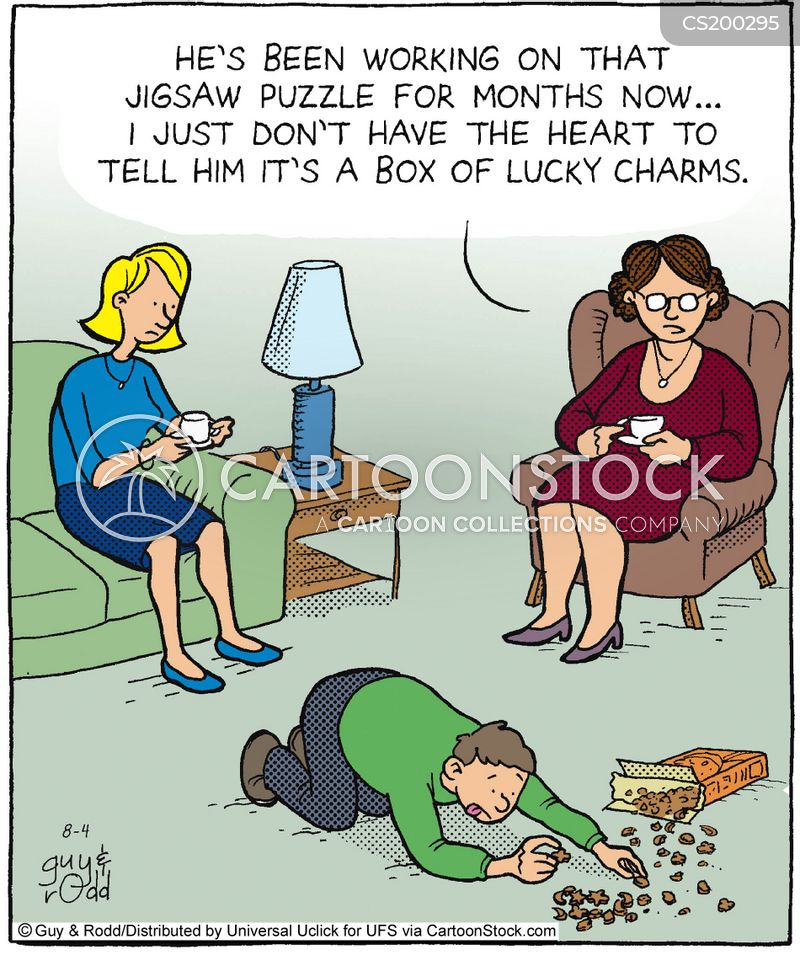 CS200295
HE'S BEEN WORKING ON THAT
JIGSAW PUZZLE FOR MONTHS NOW...
I JUST DON'T HAVE THE HEART TO
TELL HIM IT'S A BOX OF LUCKY CHARMS.
CARTOONSTOCK
A CARTOON COLLECTIONS COMPANY
8-4
guy &
rodd
© Guy & Rodd/Distributed by Universal Uclick for UFS via CartoonStock.com